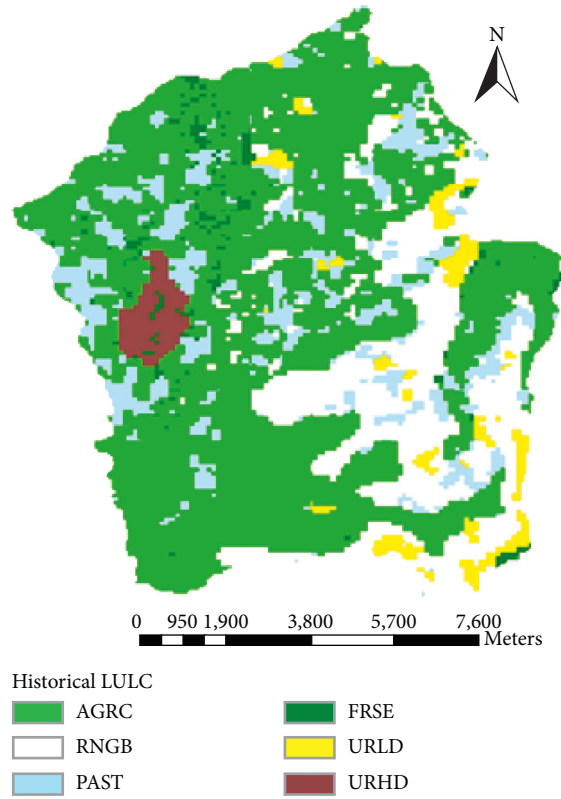 N
0 950 1,900 3,800 5,700 7,600
Meters
Historical LULC
AGRC
RNGB
PAST
FRSE
URLD
URHD